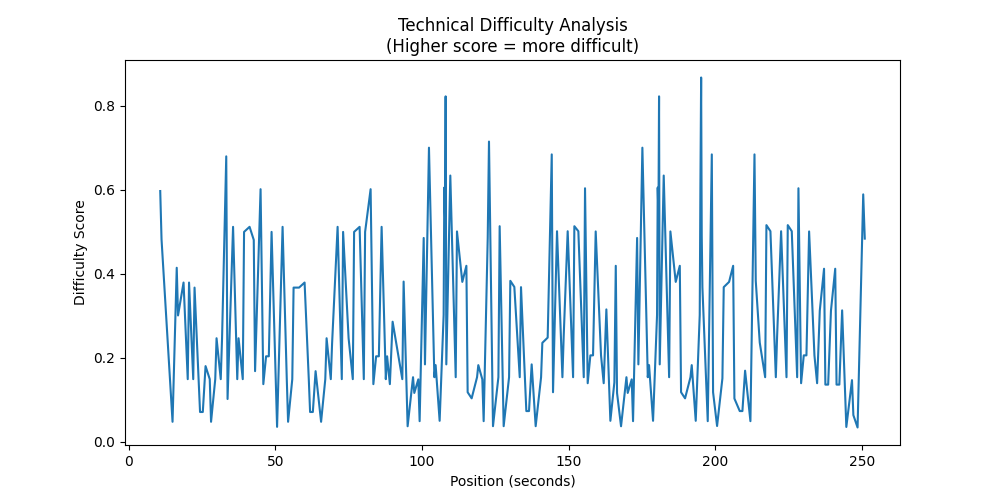 Technical Difficulty Analysis
(Higher score = more difficult)
Difficulty Score
0.8
0.6
0.4
0.2
0.0
0
50
100
150
200
250
Position (seconds)